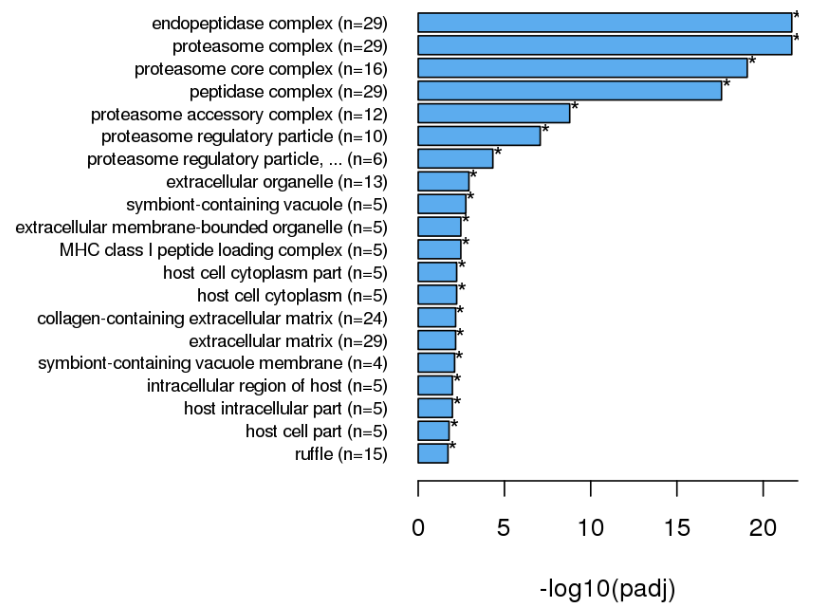 endopeptidase complex (n=29)
proteasome complex (n=29)
proteasome core complex (n=16)
peptidase complex (n=29)
proteasome accessory complex (n=12)
proteasome regulatory particle (n=10)
proteasome regulatory particle, ... (n=6)
extracellular organelle (n=13)
symbiont-containing vacuole (n=5)
extracellular membrane-bounded organelle (n=5)
MHC class I peptide loading complex (n=5)
host cell cytoplasm part (n=5)
host cell cytoplasm (n=5)
collagen-containing extracellular matrix (n=24)
extracellular matrix (n=29)
symbiont-containing vacuole membrane (n=4)
intracellular region of host (n=5)
host intracellular part (n=5)
host cell part (n=5)
ruffle (n=15)
0 5 10 15 20
-log10(padj)